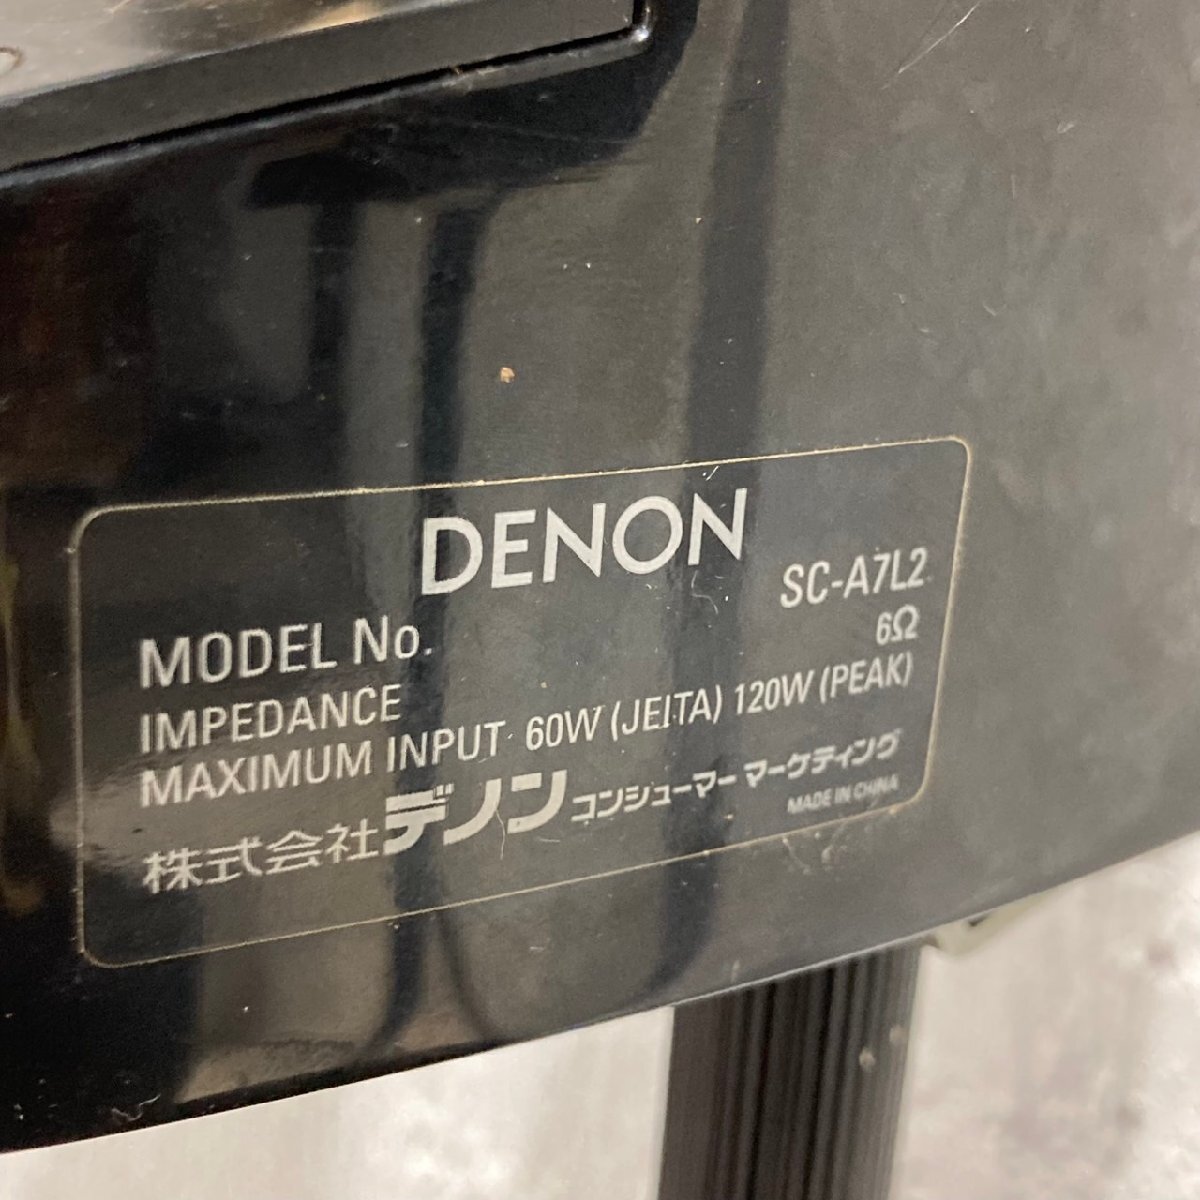 DENON
MODEL No. SC-A7L2
IMPEDANCE 6Ω
MAXIMUM INPUT 60W (JEITA) 120W (PEAK)
株式会社デノン コンシューマー マーケティング
MADE IN CHINA